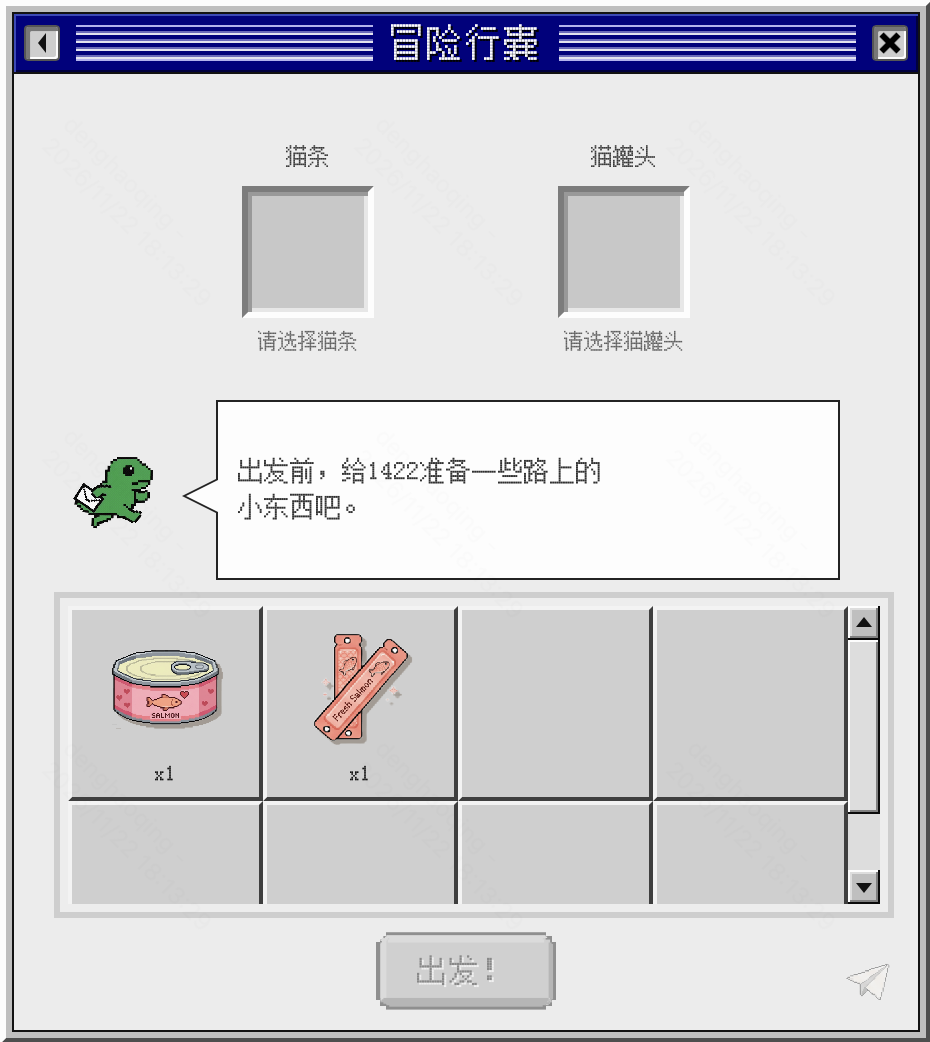 冒险行囊
猫条
猫罐头
请选择猫条
请选择猫罐头
出发前，给1422准备一些路上的
小东西吧。
SALMON
Fresh Salmon
x1
x1
出发！